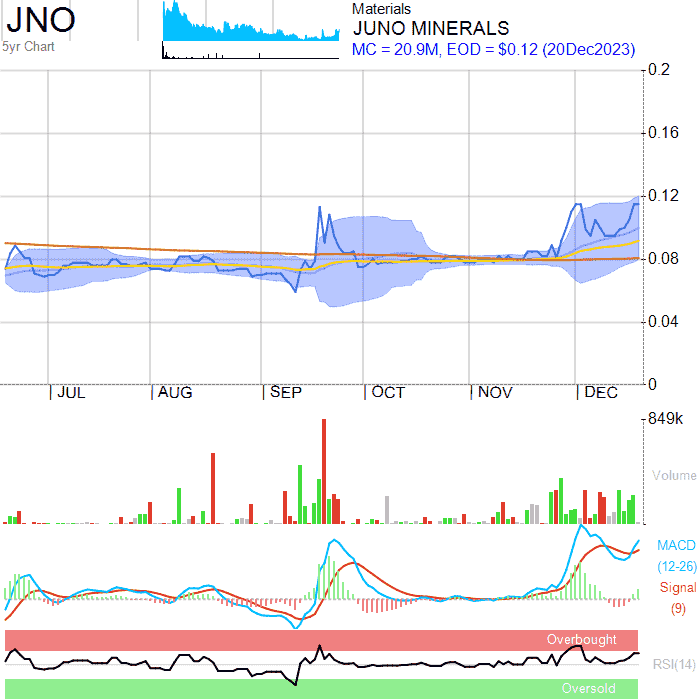 JNO
5yr Chart
Materials
JUNO MINERALS
MC = 20.9M, EOD = $0.12 (20Dec2023)
0.2
0.16
0.12
0.08
0.04
0
JUL
AUG
SEP
OCT
NOV
DEC
849k
Volume
MACD
(12-26)
Signal
(9)
Overbought
RSI(14)
Oversold